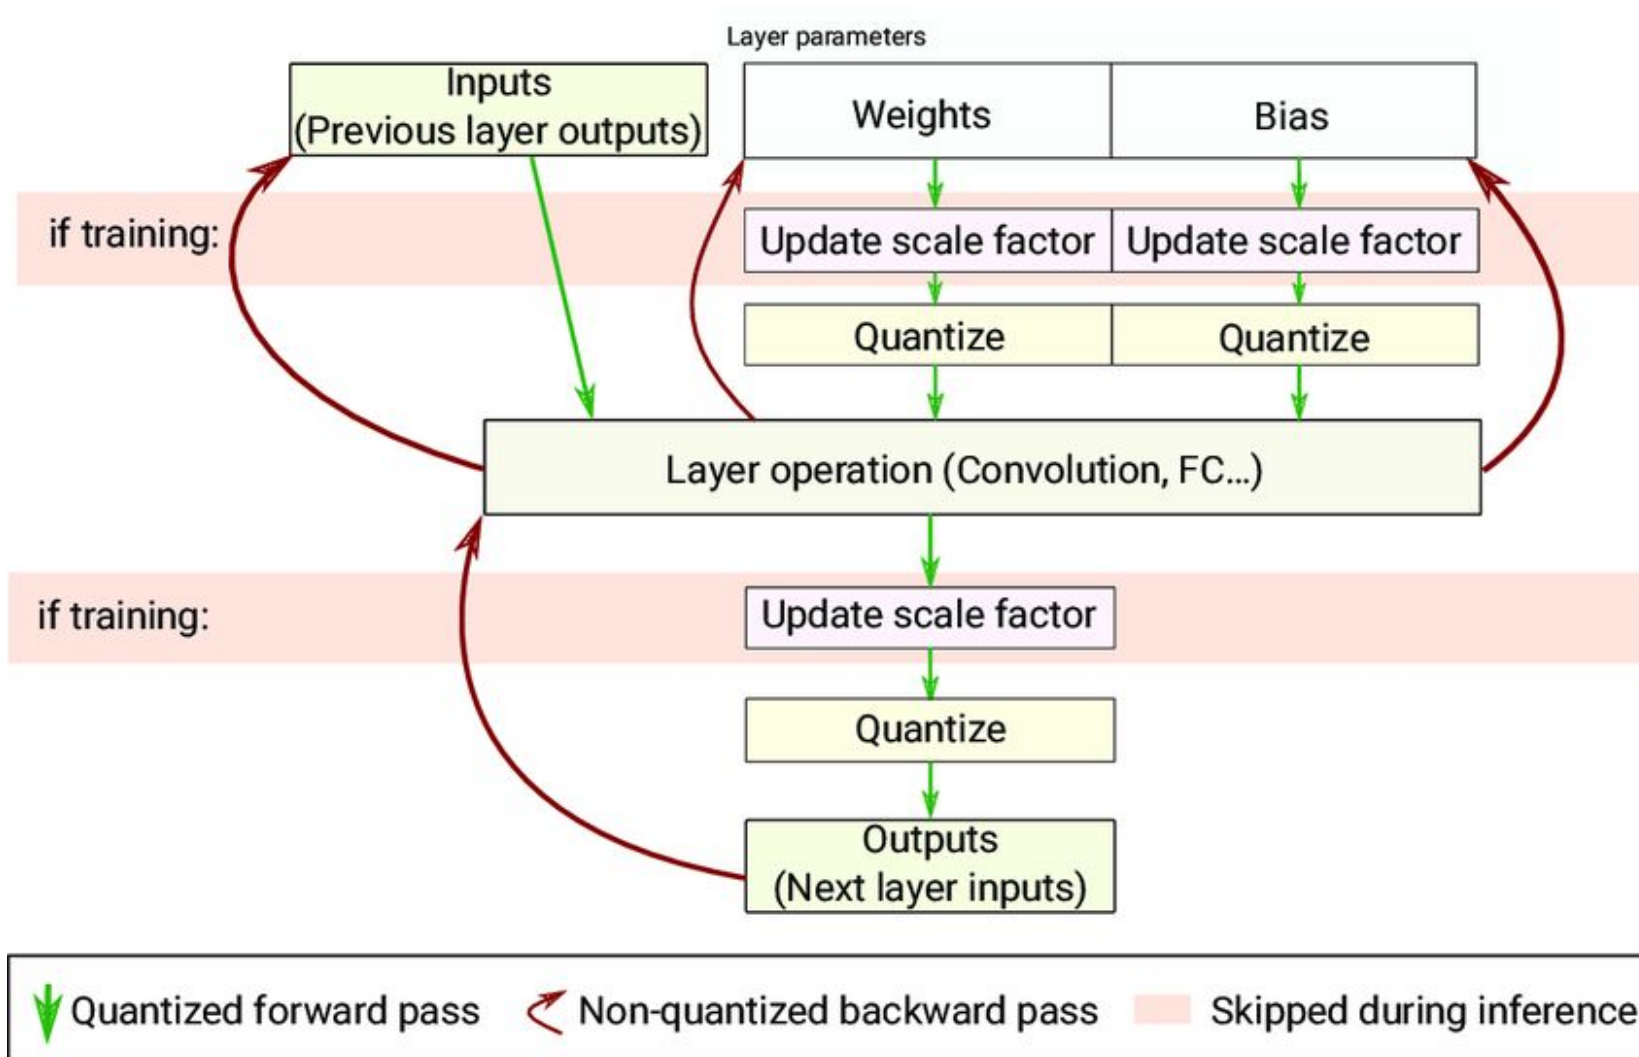 Layer parameters
Inputs
(Previous layer outputs)
Weights
Bias
if training:
Update scale factor
Update scale factor
Quantize
Quantize
Layer operation (Convolution, FC...)
if training:
Update scale factor
Quantize
Outputs
(Next layer inputs)
Quantized forward pass
Non-quantized backward pass
Skipped during inference